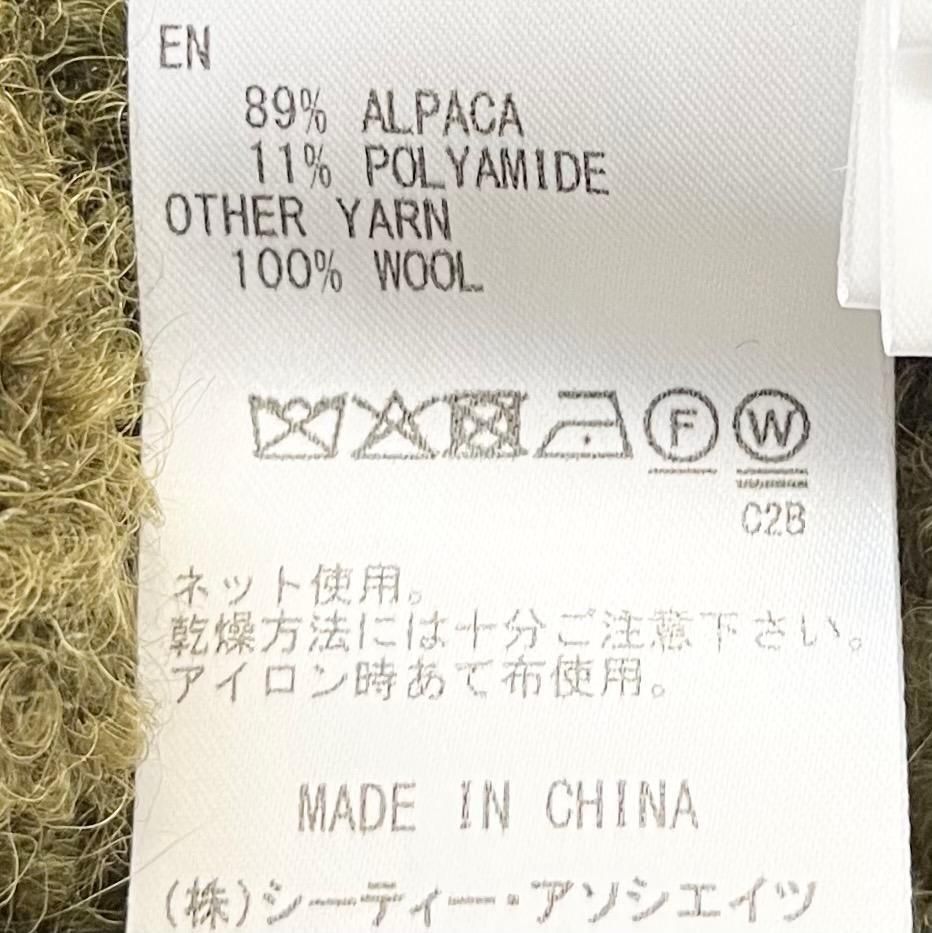 EN
89% ALPACA
11% POLYAMIDE
OTHER YARN
100% WOOL
F W
C2B
ネット使用。
乾燥方法には十分ご注意下さい。
アイロン時あて布使用。
MADE IN CHINA
(株)シーティー・アソシエイツ